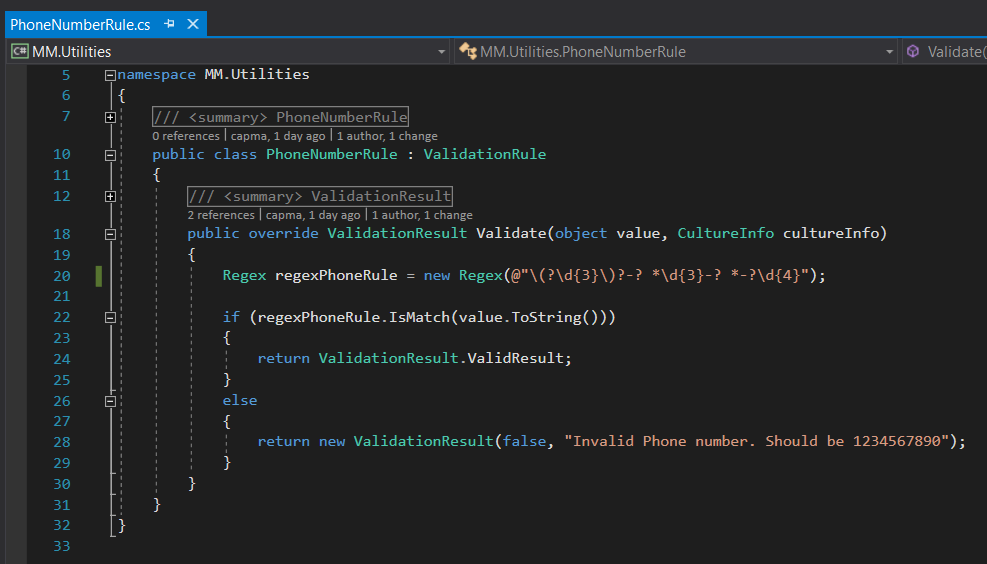 PhoneNumberRule.cs
MM.Utilities MM.Utilities.PhoneNumberRule Validate(
5 namespace MM.Utilities
6 {
7 /// <summary> PhoneNumberRule
0 references | capma, 1 day ago | 1 author, 1 change
10 public class PhoneNumberRule : ValidationRule
11 {
12 /// <summary> ValidationResult
2 references | capma, 1 day ago | 1 author, 1 change
18 public override ValidationResult Validate(object value, CultureInfo cultureInfo)
19 {
20 Regex regexPhoneRule = new Regex(@"\(?\d{3}\)?-? *\d{3}-? *-?\d{4}");
21
22 if (regexPhoneRule.IsMatch(value.ToString()))
23 {
24 return ValidationResult.ValidResult;
25 }
26 else
27 {
28 return new ValidationResult(false, "Invalid Phone number. Should be 1234567890");
29 }
30 }
31 }
32 }
33